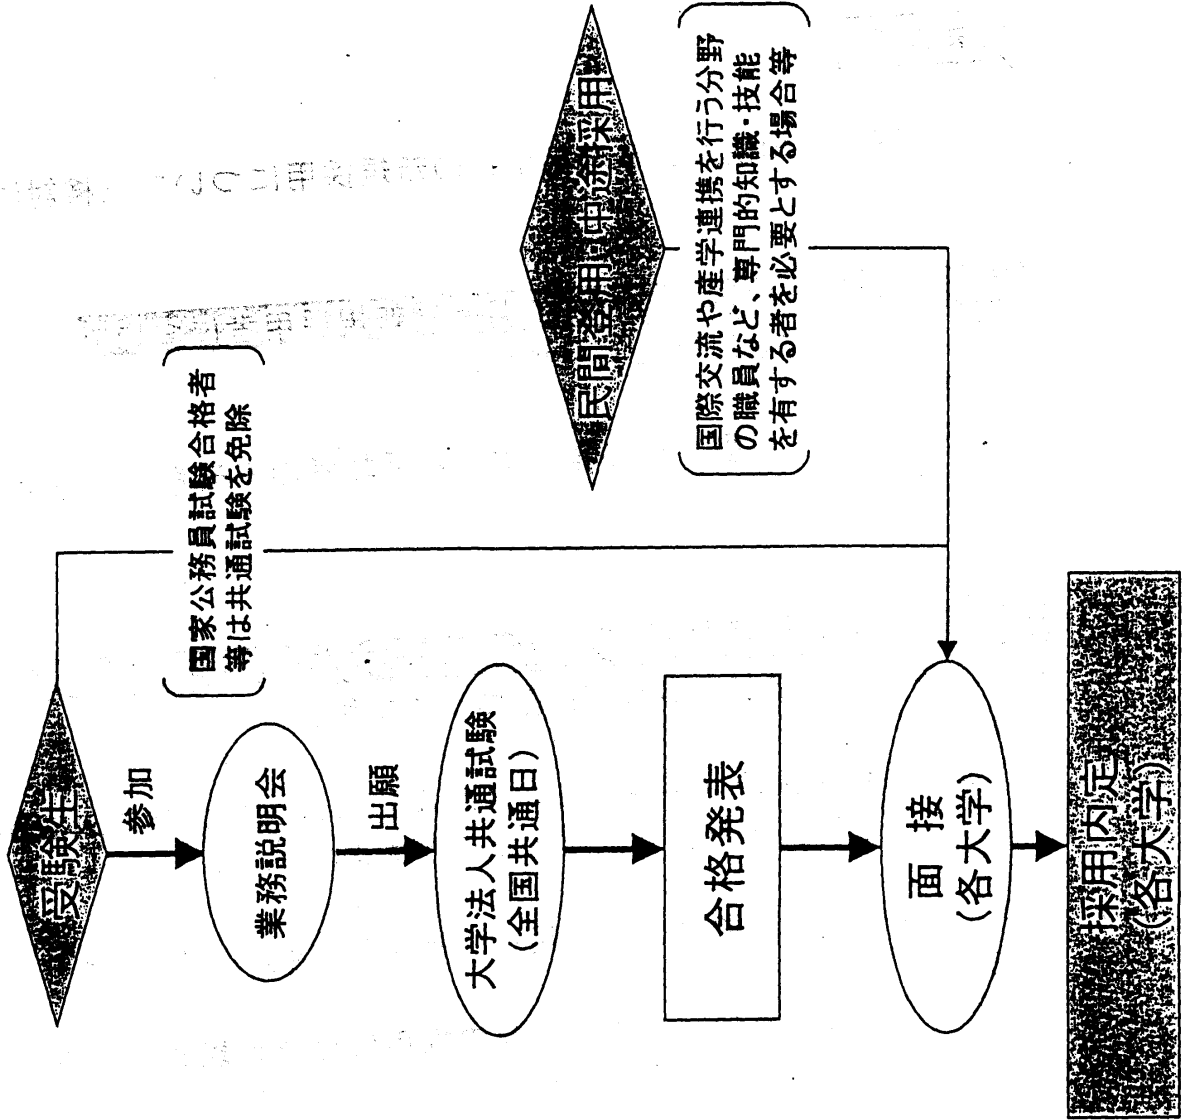 受験生
参加
国家公務員試験合格者
等は共通試験を免除
業務説明会
出願
大学法人共通試験
(全国共通日)
合格発表
民間登用・中途採用
国際交流や産学連携を行う分野
の職員など、専門的知識・技能
を有する者を必要とする場合等
面 接
(各大学)
採用内定
(各大学)